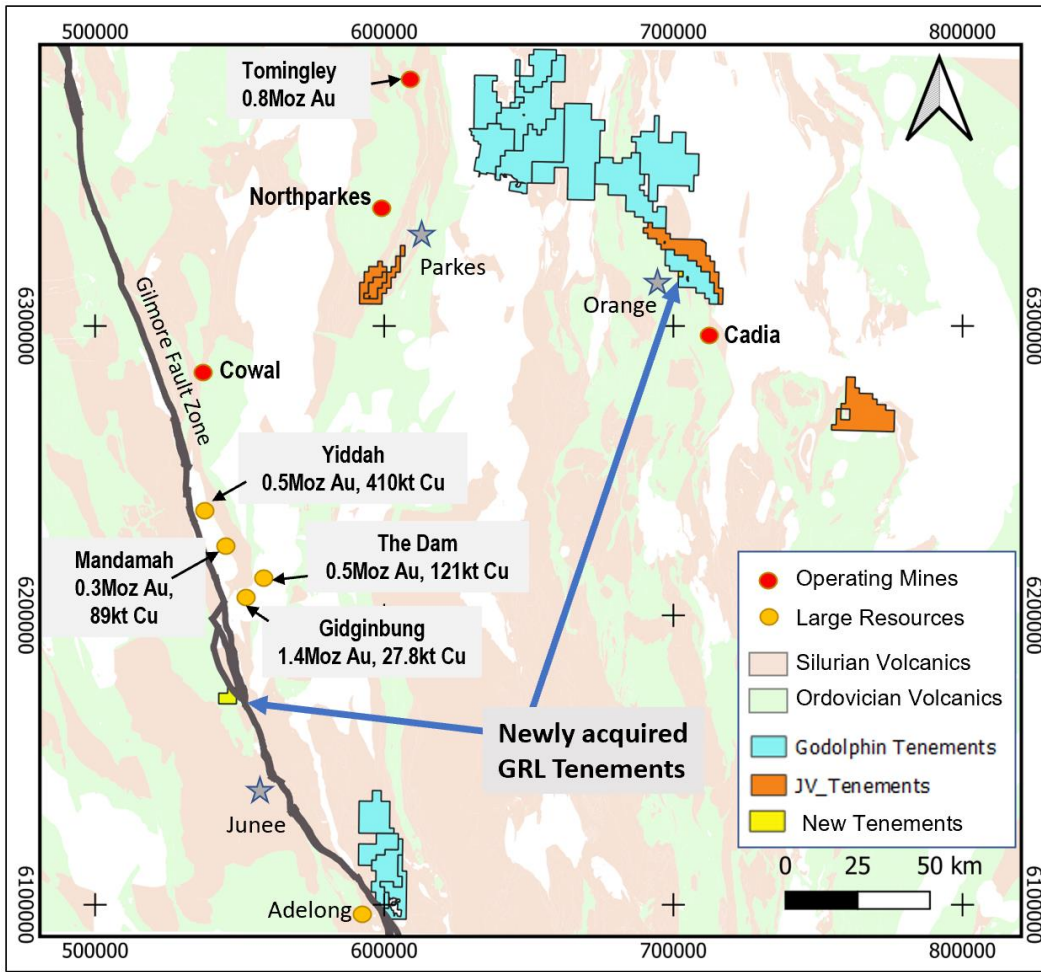 500000
600000
700000
800000
Tomingley
0.8Moz Au
Northparkes
Parkes
Orange
Cadia
6300000
6300000
Gilmore Fault Zone
Cowal
Yiddah
0.5Moz Au, 410kt Cu
Mandamah
0.3Moz Au,
89kt Cu
The Dam
0.5Moz Au, 121kt Cu
Gidginbung
1.4Moz Au, 27.8kt Cu
6200000
6200000
Newly acquired
GRL Tenements
Junee
Adelong
6100000
6100000
Operating Mines
Large Resources
Silurian Volcanics
Ordovician Volcanics
Godolphin Tenements
JV_Tenements
New Tenements
0 25 50 km
500000
600000
700000
800000